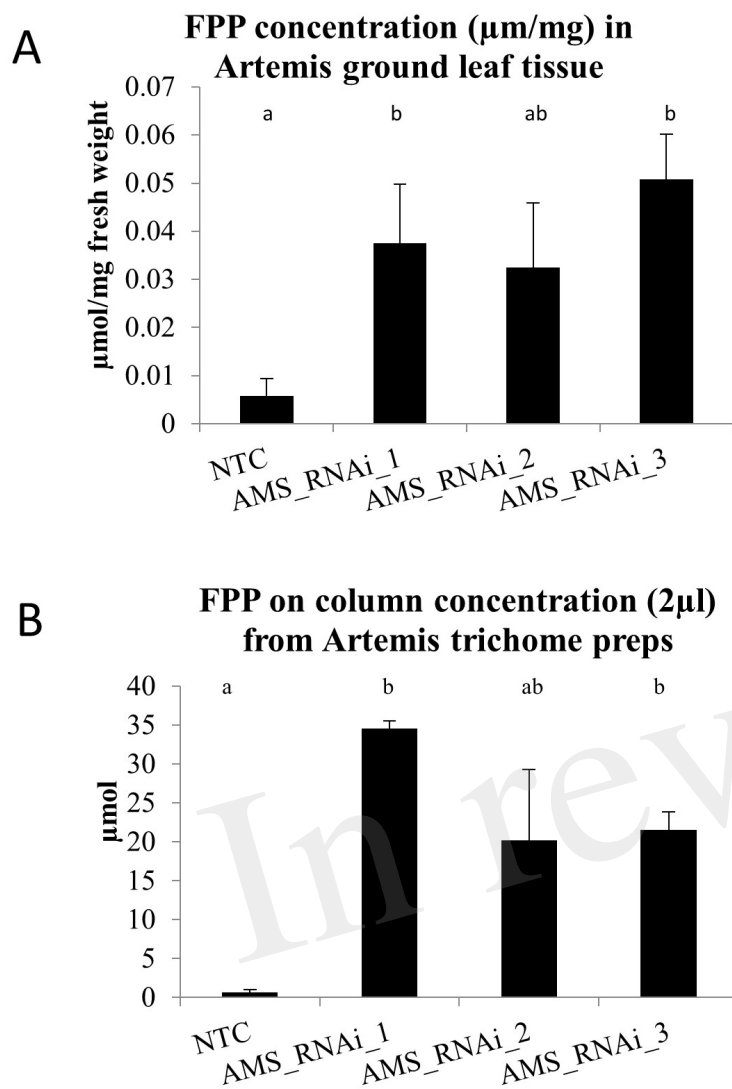 A
FPP concentration (µm/mg) in
Artemis ground leaf tissue
µmol/mg fresh weight
0.07
0.06
0.05
0.04
0.03
0.02
0.01
0
a b ab b
NTC
AMS_RNAi_1
AMS_RNAi_2
AMS_RNAi_3
B
FPP on column concentration (2µl)
from Artemis trichome preps
µmol
40
35
30
25
20
15
10
5
0
a b ab b
NTC
AMS_RNAi_1
AMS_RNAi_2
AMS_RNAi_3
In rev